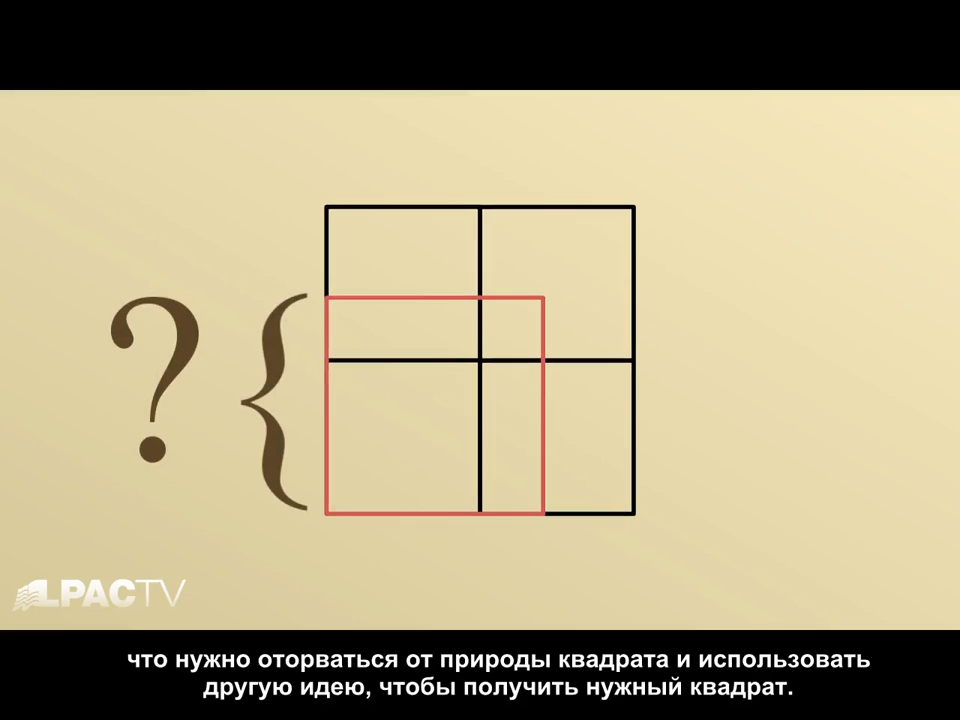 ?{
LPACTV
что нужно оторваться от природы квадрата и использовать
другую идею, чтобы получить нужный квадрат.